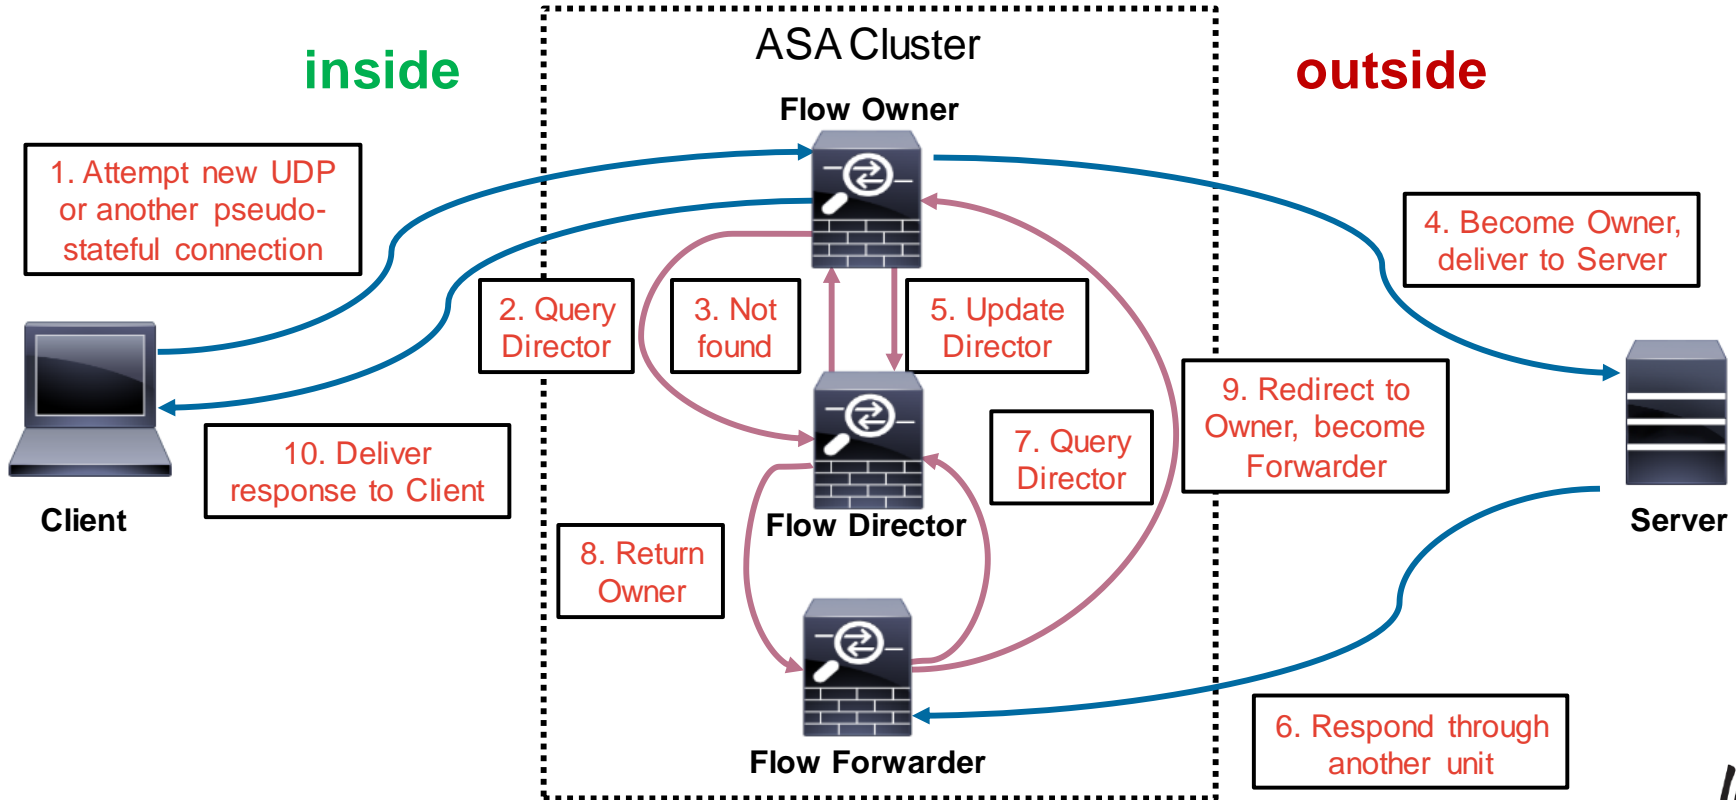 ASA Cluster
inside
outside
Flow Owner
1. Attempt new UDP
or another pseudo-
stateful connection
4. Become Owner,
deliver to Server
2. Query
Director
3. Not
found
5. Update
Director
9. Redirect to
Owner, become
Forwarder
7. Query
Director
10. Deliver
response to Client
Client
Flow Director
Server
8. Return
Owner
6. Respond through
another unit
Flow Forwarder